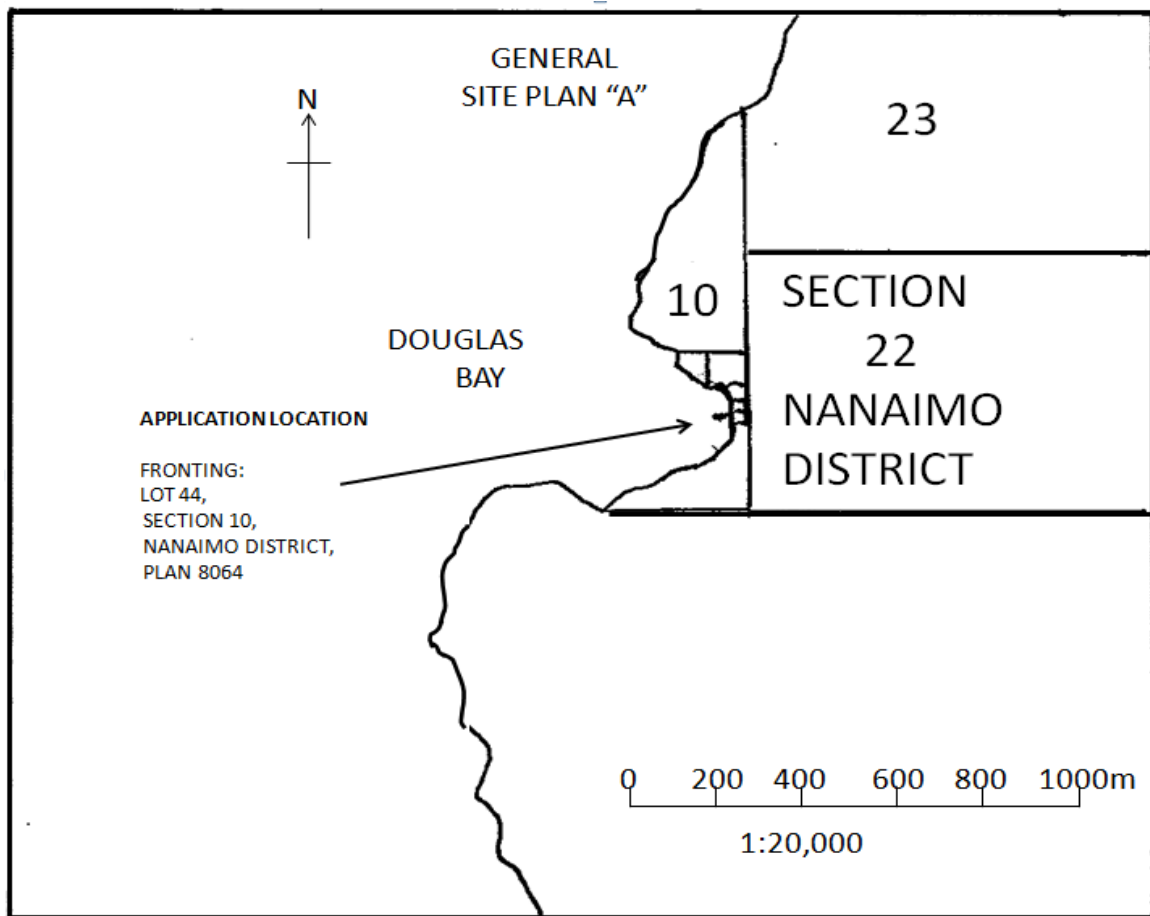 GENERAL
SITE PLAN “A”
N
23
10
SECTION
22
NANAIMO
DISTRICT
DOUGLAS
BAY
APPLICATION LOCATION
FRONTING:
LOT 44,
SECTION 10,
NANAIMO DISTRICT,
PLAN 8064
0 200 400 600 800 1000m
1:20,000